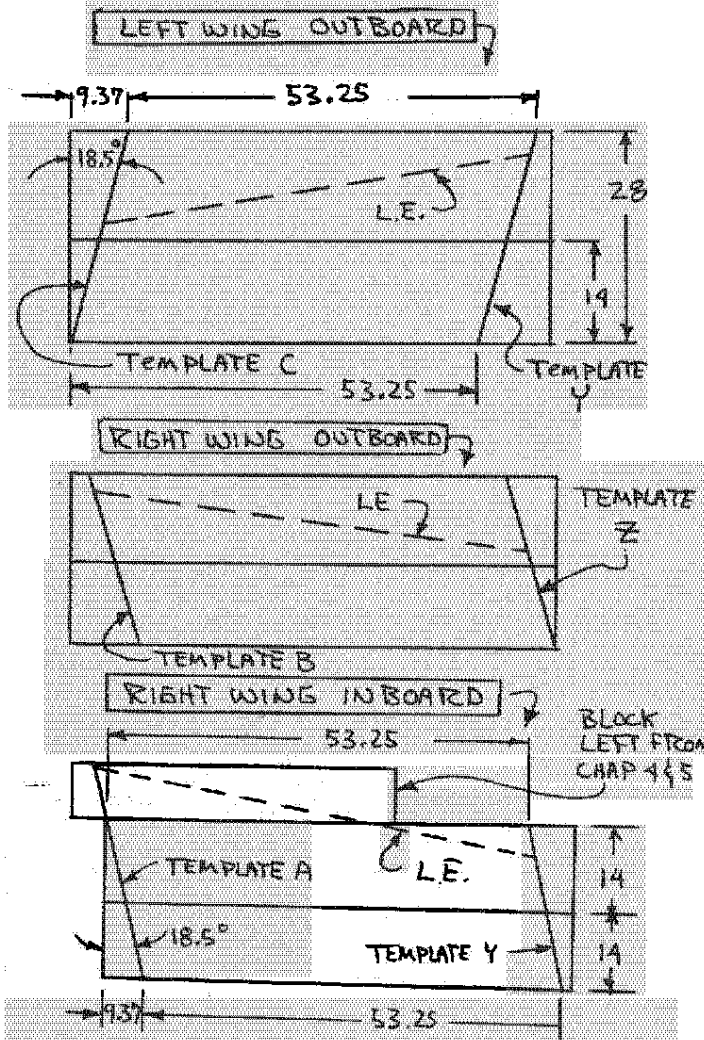 LEFT WING OUTBOARD
9.37 53.25
18.5°
L.E.
28
14
TEMPLATE C
TEMPLATE
Y
53.25
RIGHT WING OUTBOARD
LE
TEMPLATE
Z
TEMPLATE B
RIGHT WING INBOARD
53.25
BLOCK
LEFT FROM
CHAP 4&5
TEMPLATE A
L.E.
14
18.5°
TEMPLATE Y
14
9.37
53.25